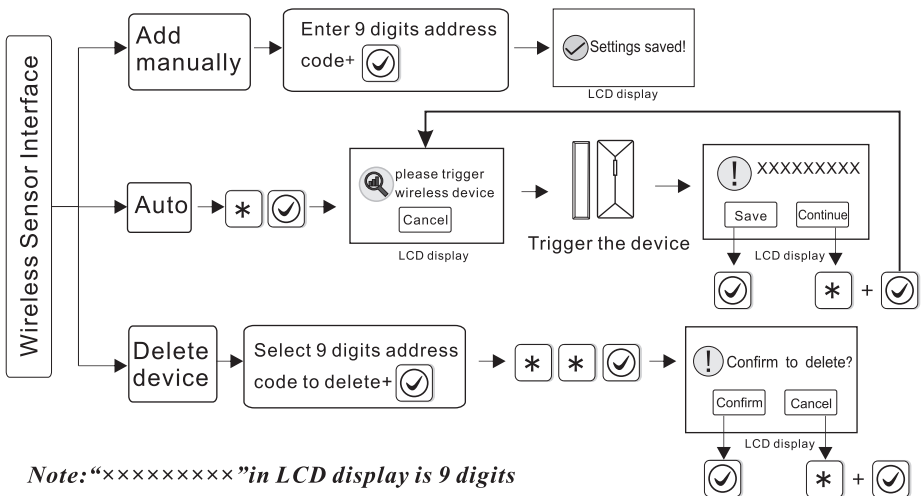 Wireless Sensor Interface
Add
manually
Enter 9 digits address
code+
Settings saved!
LCD display
Auto
*
please trigger
wireless device
Cancel
LCD display
Trigger the device
! XXXXXXXXX
Save Continue
LCD display
* +
Delete
device
Select 9 digits address
code to delete+
* *
! Confirm to delete?
Confirm Cancel
LCD display
* +
Note:“×××××××××”in LCD display is 9 digits